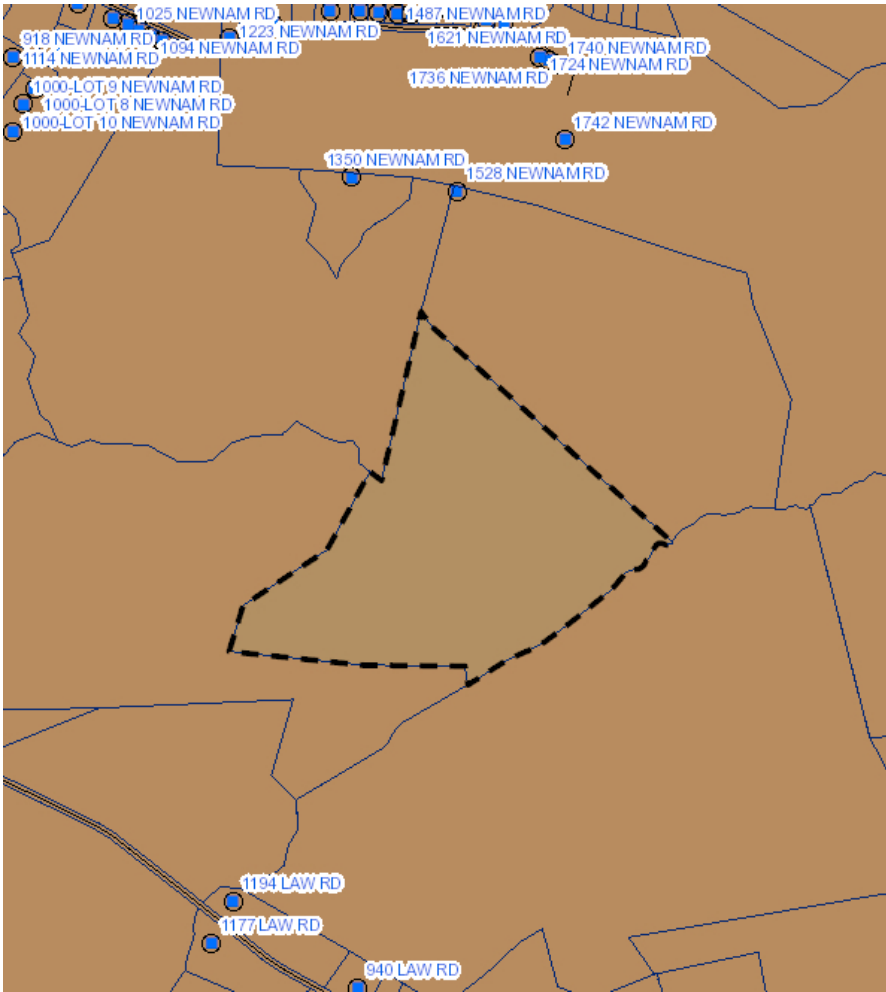 1025 NEWNAM RD
1487 NEWNAM RD
918 NEWNAM RD
1223 NEWNAM RD
1621 NEWNAM RD
1094 NEWNAM RD
1740 NEWNAM RD
1114 NEWNAM RD
1724 NEWNAM RD
1736 NEWNAM RD
1000-LOT 9 NEWNAM RD
1000-LOT 8 NEWNAM RD
1000-LOT 10 NEWNAM RD
1742 NEWNAM RD
1350 NEWNAM RD
1528 NEWNAM RD
1194 LAW RD
1177 LAW RD
940 LAW RD